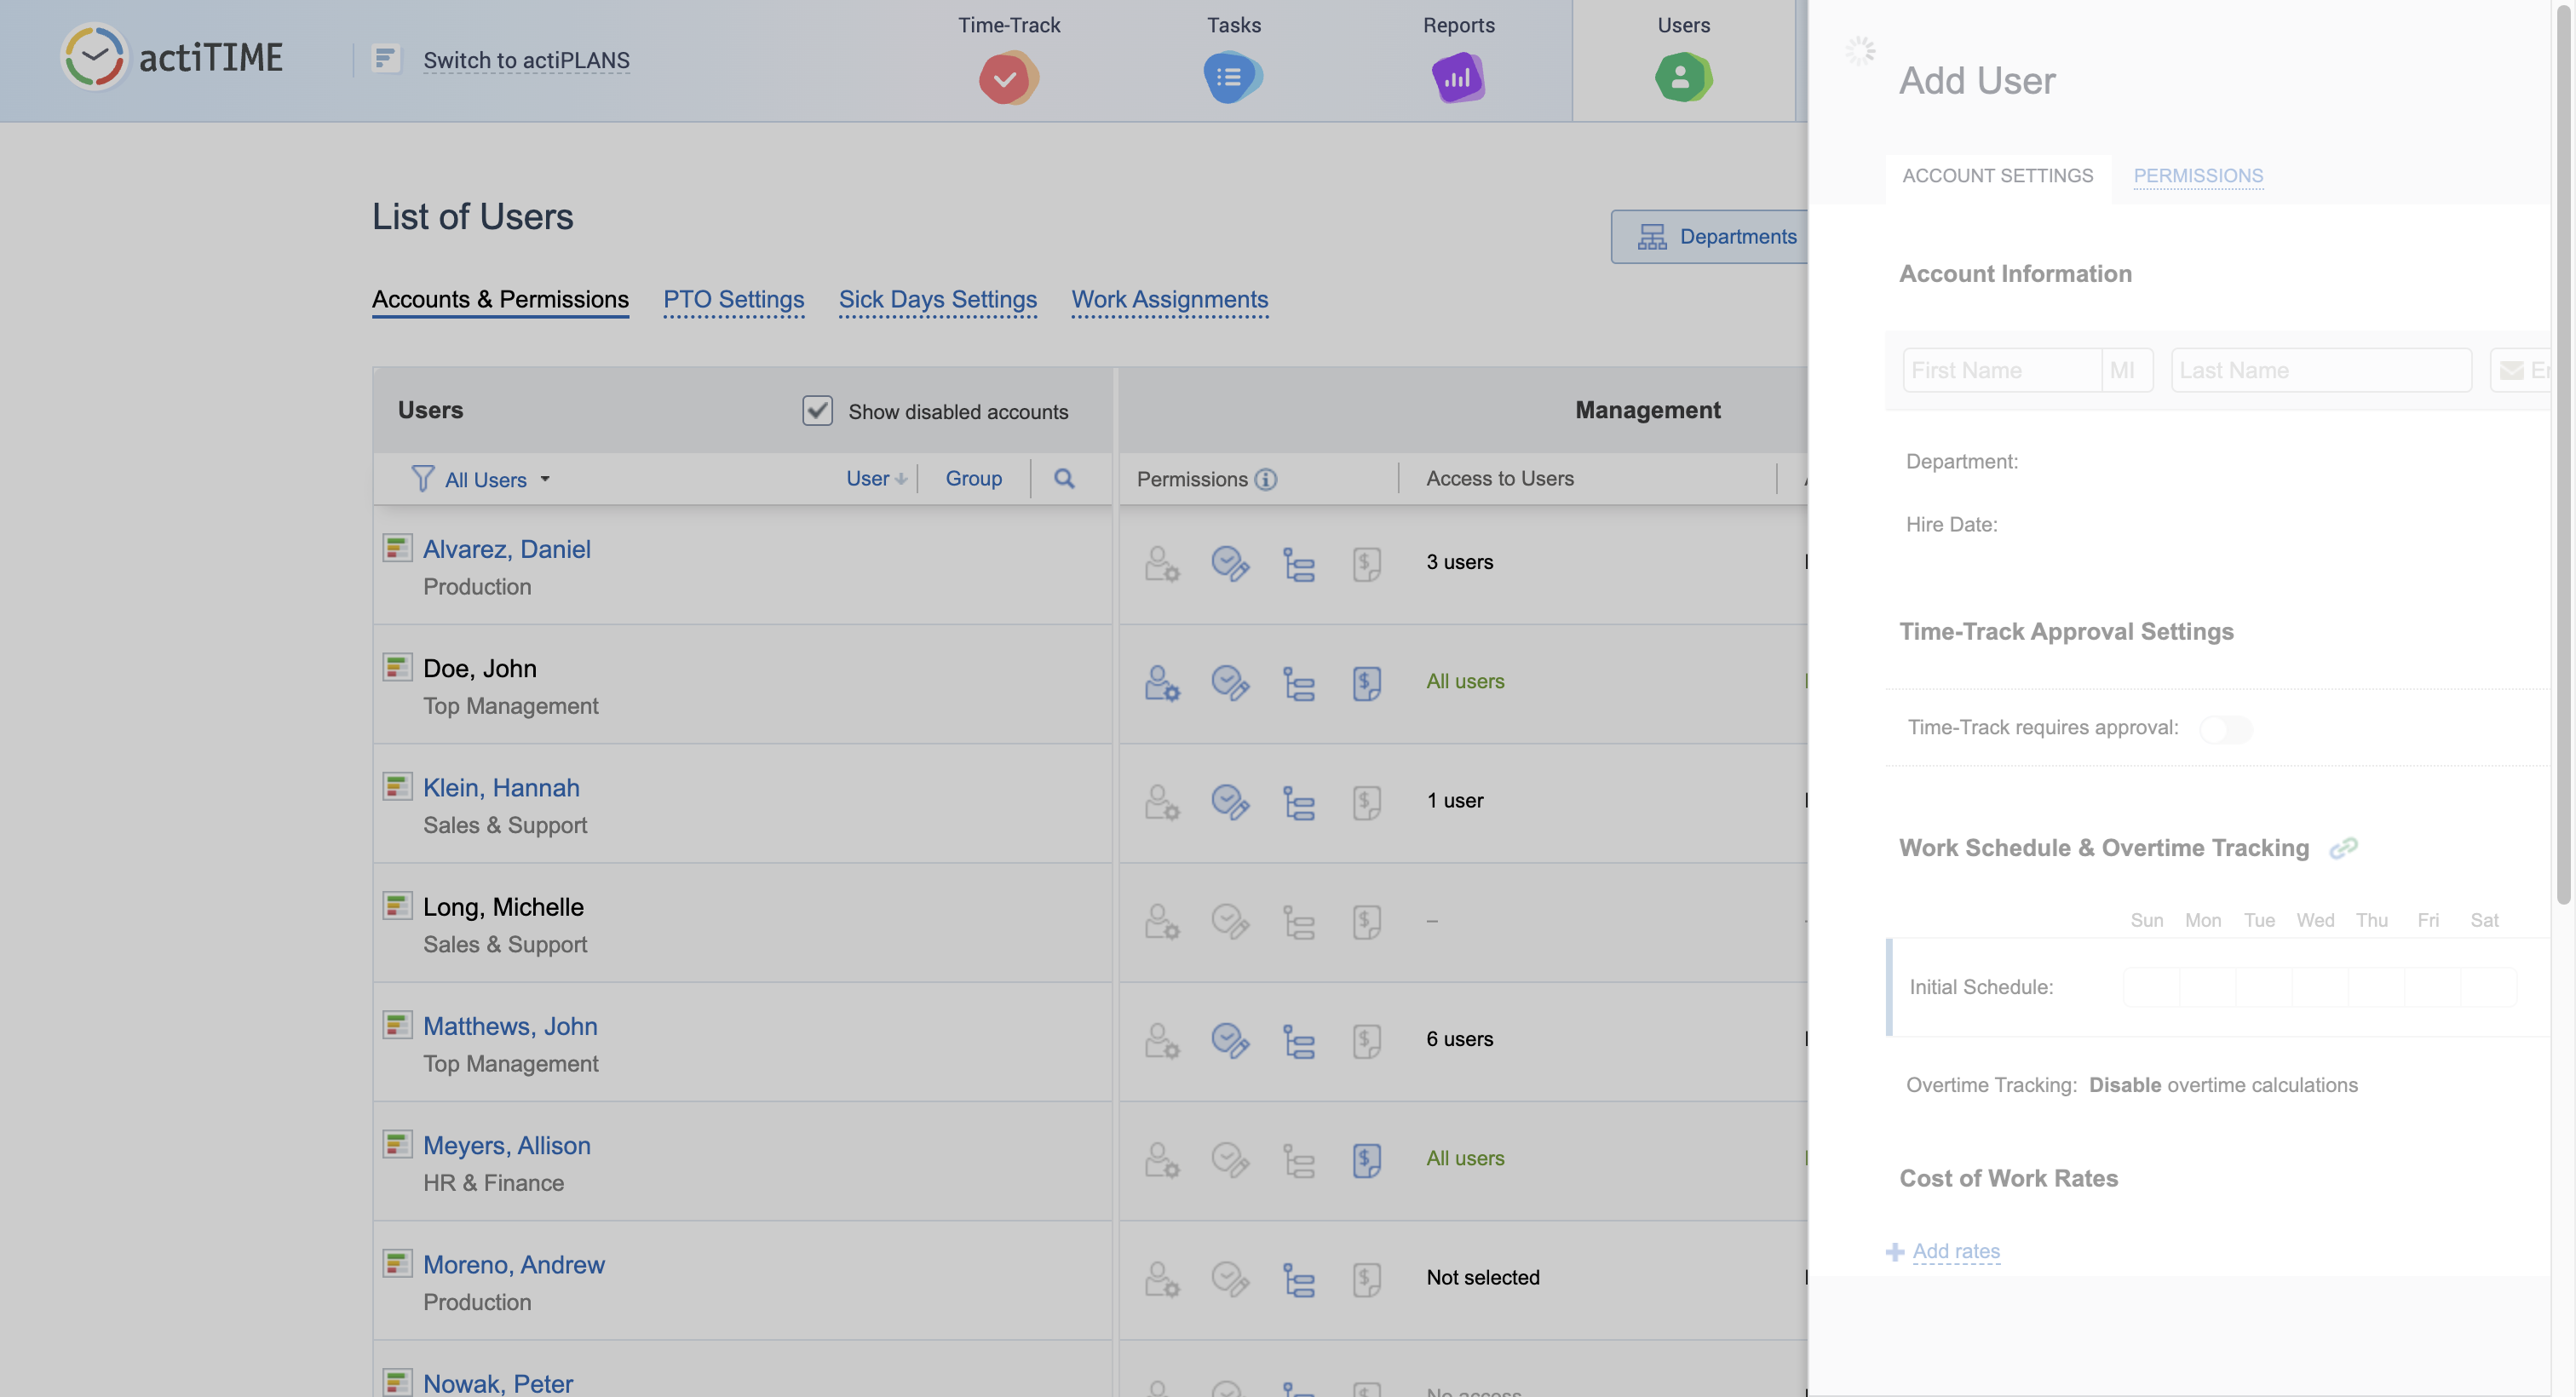 actiTIME
Switch to actiPLANS
Time-Track
Tasks
Reports
Users
List of Users
Departments
Accounts & Permissions
PTO Settings
Sick Days Settings
Work Assignments
Users
Show disabled accounts
Management
All Users
User
Group
Permissions
Access to Users
Alvarez, Daniel
Production
3 users
Doe, John
Top Management
All users
Klein, Hannah
Sales & Support
1 user
Long, Michelle
Sales & Support
–
Matthews, John
Top Management
6 users
Meyers, Allison
HR & Finance
All users
Moreno, Andrew
Production
Not selected
Nowak, Peter
No access
Add User
ACCOUNT SETTINGS
PERMISSIONS
Account Information
First Name
MI
Last Name
Department:
Hire Date:
Time-Track Approval Settings
Time-Track requires approval:
Work Schedule & Overtime Tracking
Sun Mon Tue Wed Thu Fri Sat
Initial Schedule:
Overtime Tracking: Disable overtime calculations
Cost of Work Rates
Add rates